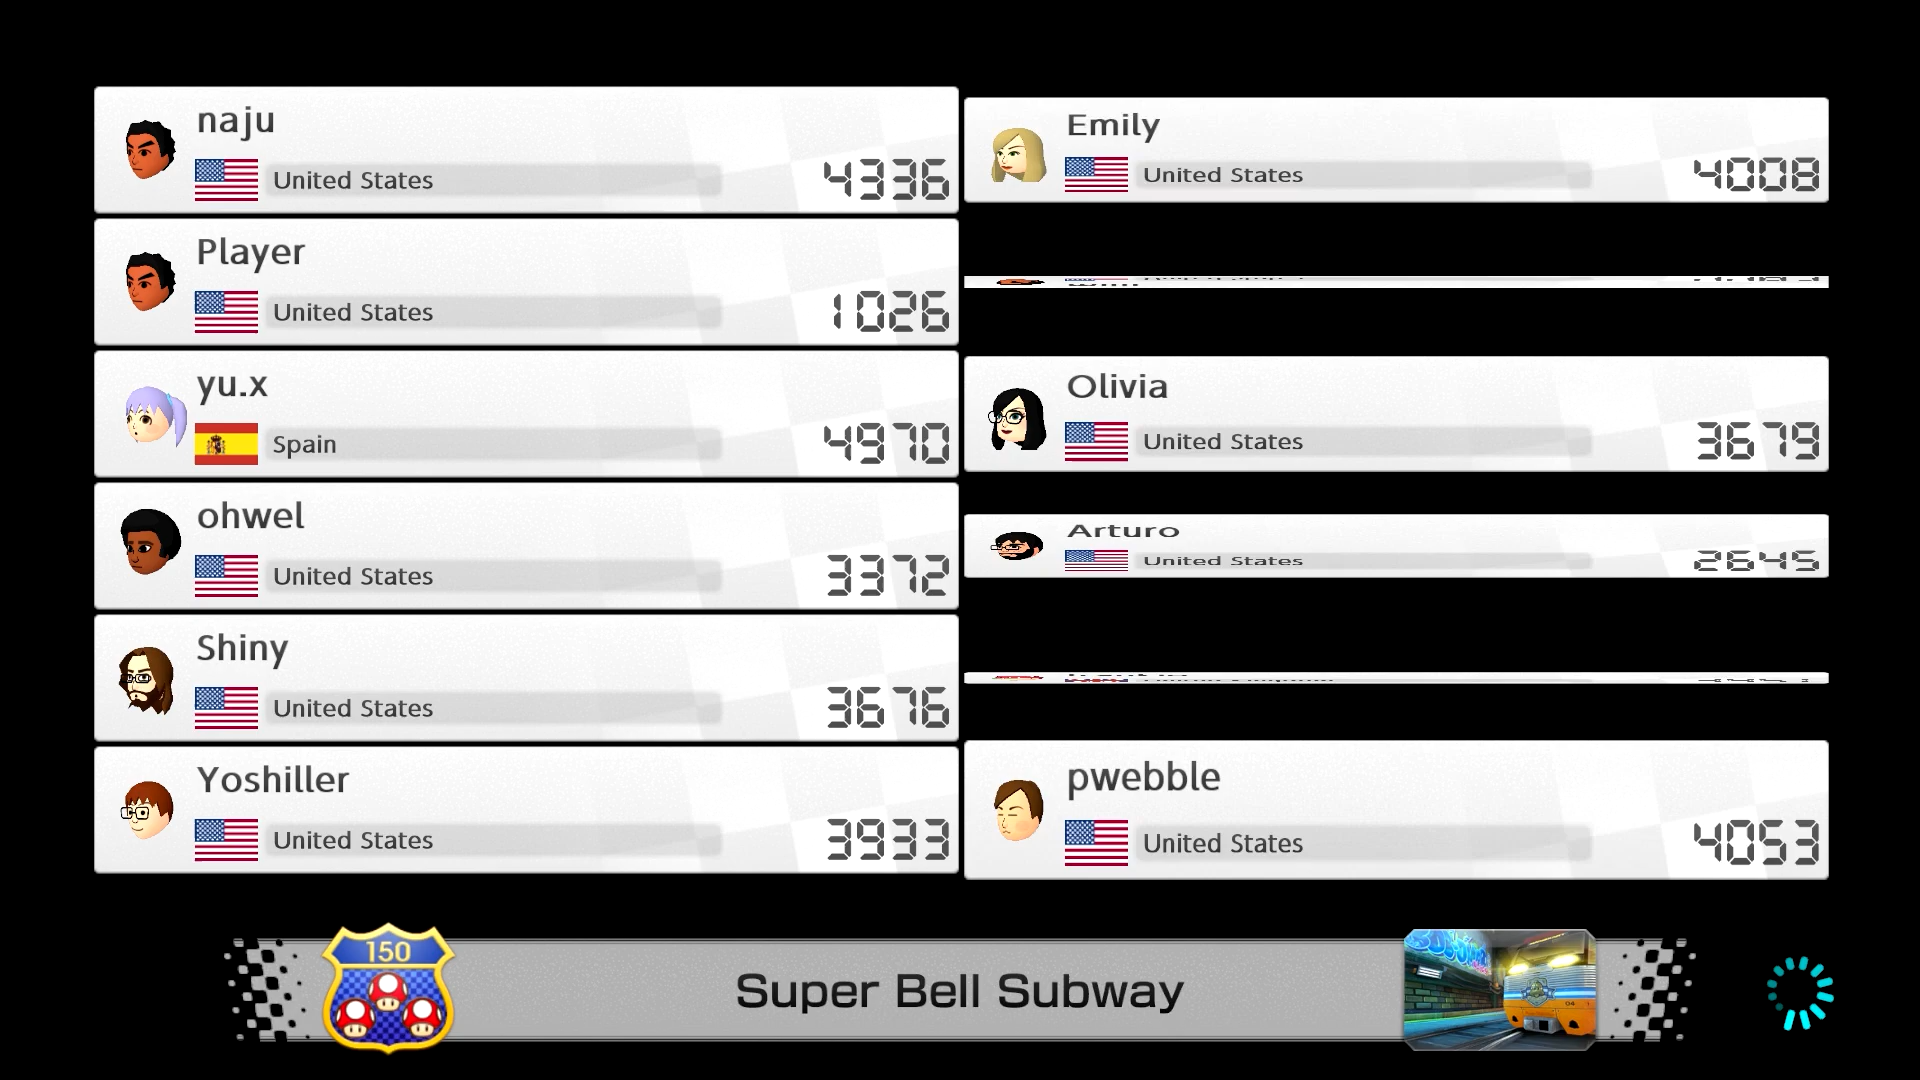 naju
United States
4336
Player
United States
1026
yu.x
Spain
4970
ohwel
United States
3372
Shiny
United States
3676
Yoshiller
United States
3933
Emily
United States
4008
Olivia
United States
3679
Arturo
United States
2645
pwebble
United States
4053
150
Super Bell Subway